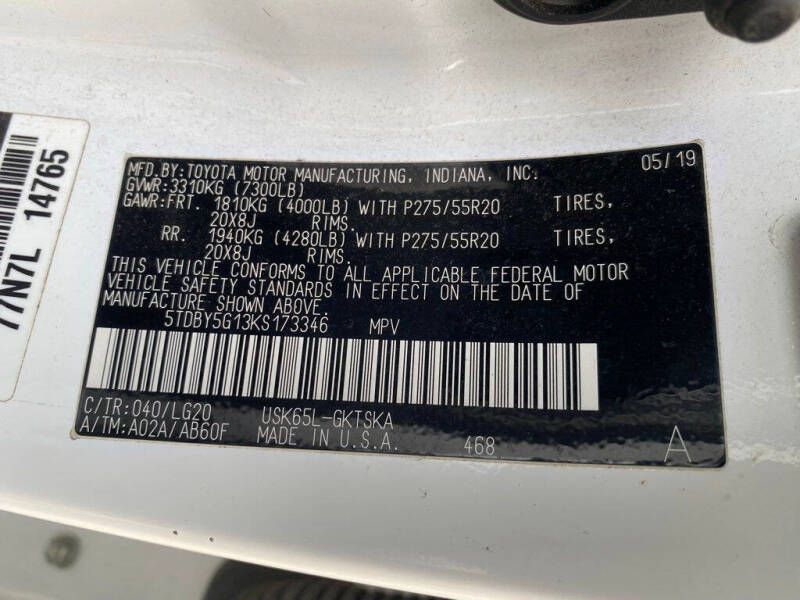 MFD.BY:TOYOTA MOTOR MANUFACTURING, INDIANA, INC. 05/19
GVWR:3310KG (7300LB)
GAWR:FRT. 1810KG (4000LB) WITH P275/55R20 TIRES,
20X8J RIMS.
RR. 1940KG (4280LB) WITH P275/55R20 TIRES,
20X8J RIMS.
THIS VEHICLE CONFORMS TO ALL APPLICABLE FEDERAL MOTOR
VEHICLE SAFETY STANDARDS IN EFFECT ON THE DATE OF
MANUFACTURE SHOWN ABOVE.
5TDBY5G13KS173346 MPV
C/TR:040/LG20 USK65L-GKTSKA
A/TM:A02A/AB60F MADE IN U.S.A. 468 A
77N7L 14765